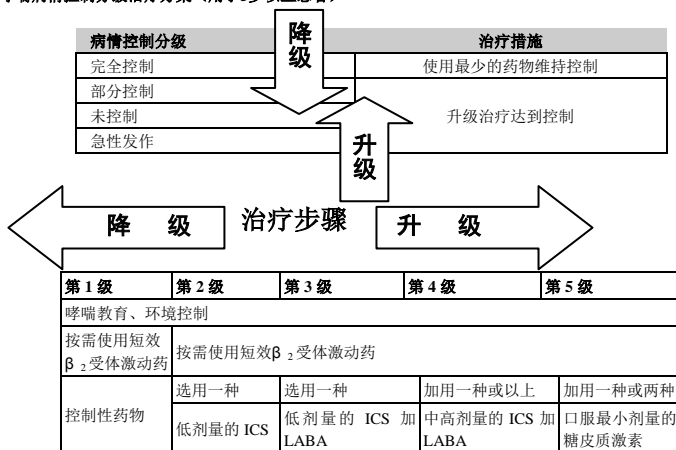 病情控制分级 治疗措施
完全控制 使用最少的药物维持控制
部分控制
未控制 升级治疗达到控制
急性发作
降
级
升
级
降 级 治疗步骤 升 级
第 1 级 第 2 级 第 3 级 第 4 级 第 5 级
哮喘教育、环境控制
按需使用短效
β ₂受体激动药
按需使用短效β ₂受体激动药
控制性药物
选用一种 选用一种 加用一种或以上 加用一种或两种
低剂量的 ICS
低剂量的 ICS 加
LABA
中高剂量的 ICS 加
LABA
口服最小剂量的
糖皮质激素